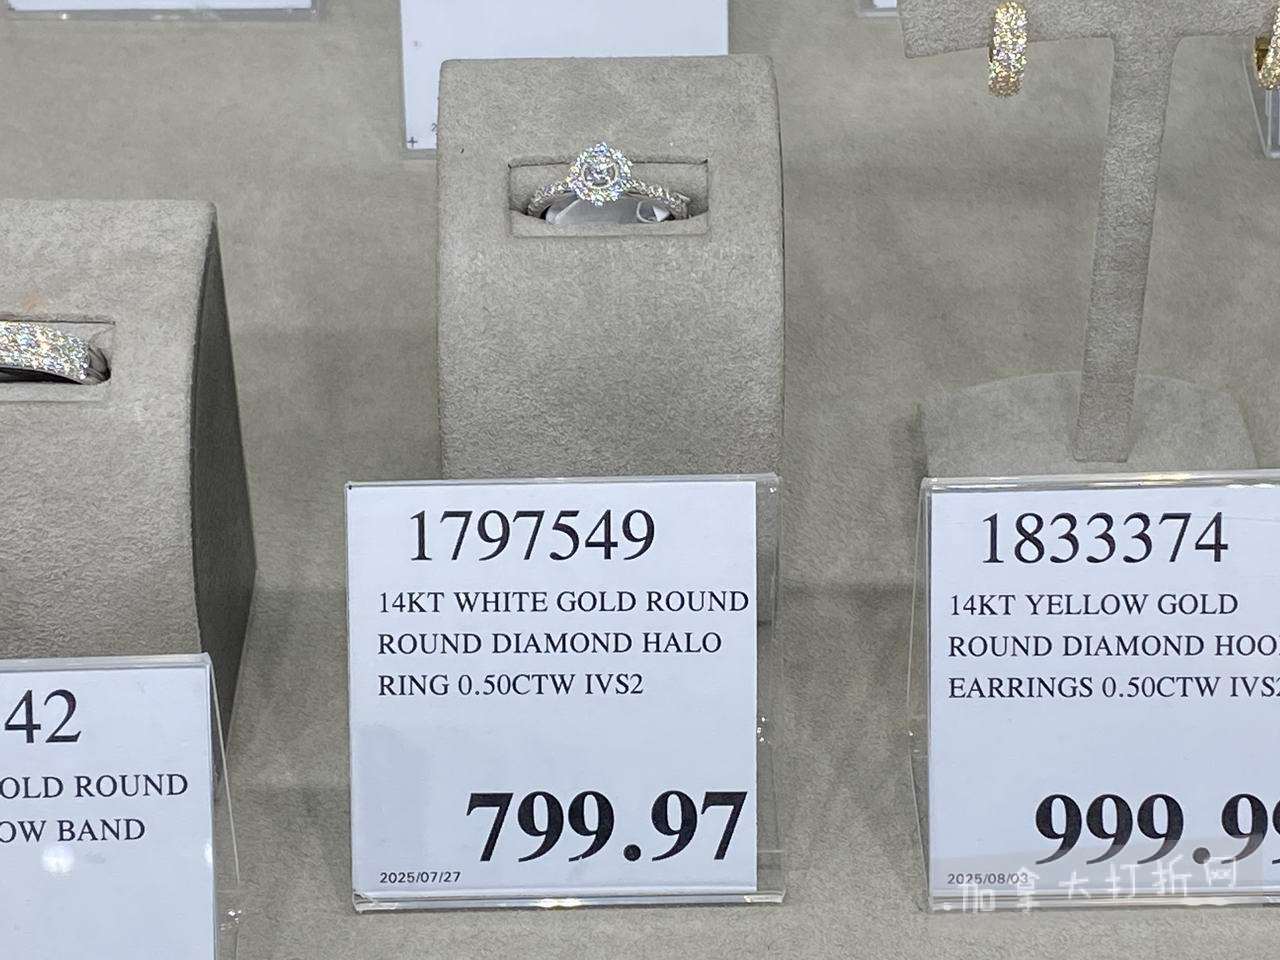 1797549
14KT WHITE GOLD ROUND
ROUND DIAMOND HALO
RING 0.50CTW IVS2
799.97
2025/07/27
1833374
14KT YELLOW GOLD
ROUND DIAMOND HOO
EARRINGS 0.50CTW IVS2
999.99
2025/08/03
42
OLD ROUND
OW BAND
加拿大打折网